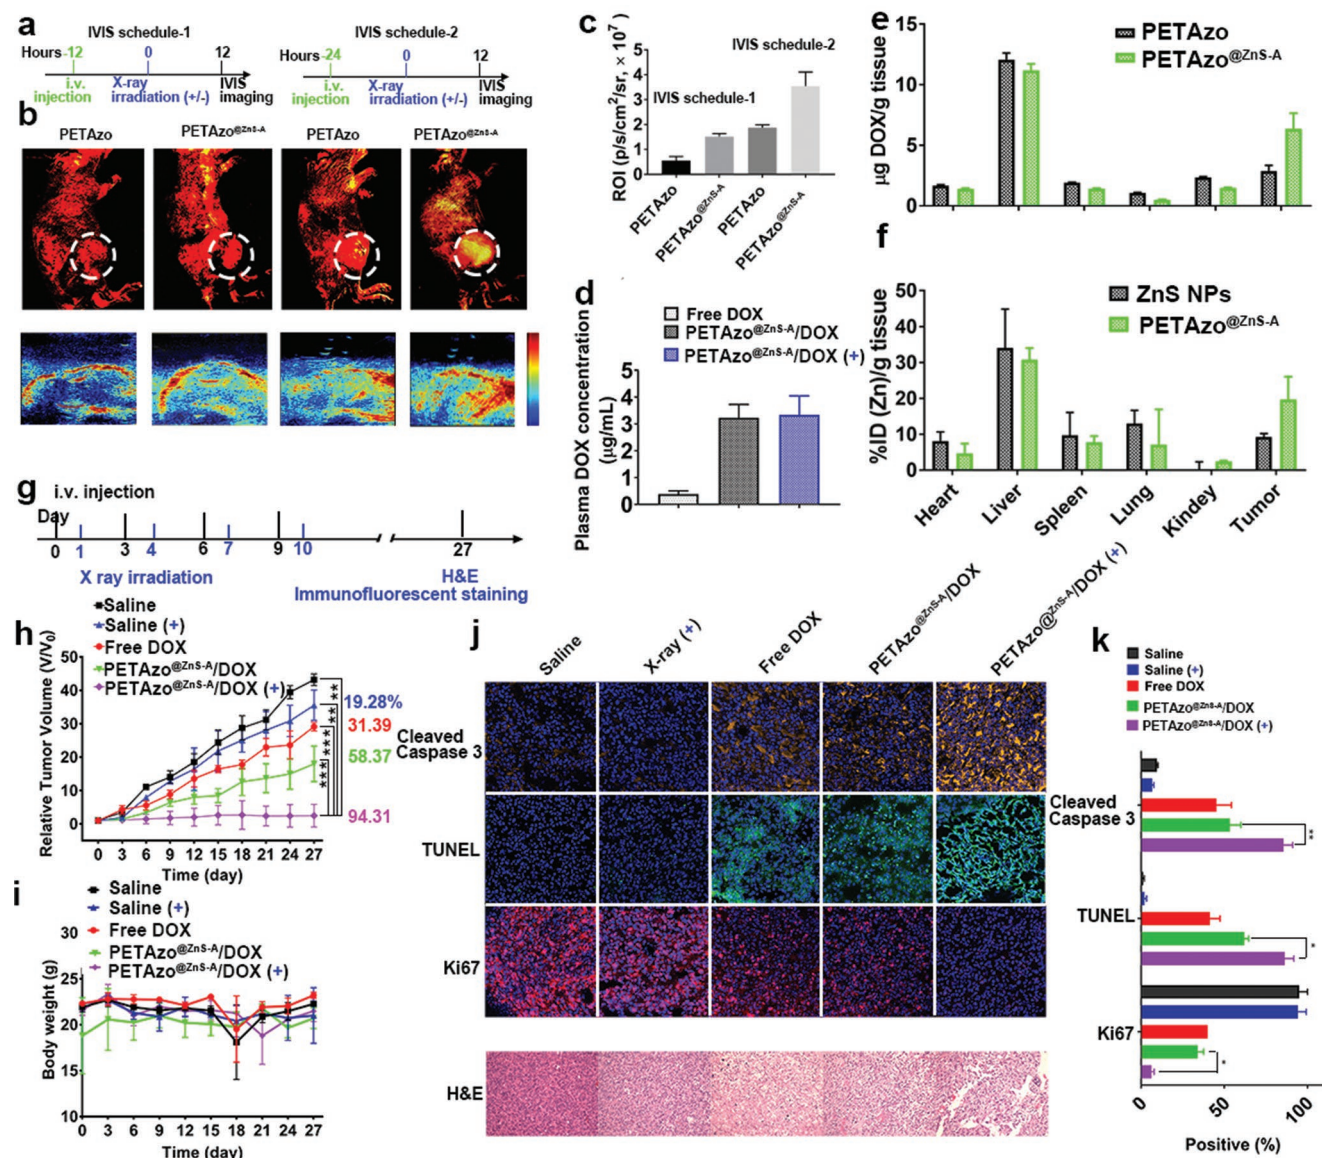 a
IVIS schedule-1
Hours -12
0
12
i.v.
injection
X-ray
irradiation (+/-)
IVIS
imaging
IVIS schedule-2
Hours -24
0
12
i.v.
injection
X-ray
irradiation (+/-)
IVIS
imaging
b
PETAzo
PETAzo@ZnS-A
PETAzo
PETAzo@ZnS-A
c
ROI (p/s/cm²/sr, × 10⁷)
5
4
3
2
1
0
IVIS schedule-2
IVIS schedule-1
PETAzo
PETAzo@ZnS-A
PETAzo
PETAzo@ZnS-A
d
Free DOX
PETAzo@ZnS-A/DOX
PETAzo@ZnS-A/DOX (+)
Plasma DOX concentration
(μg/mL)
5
4
3
2
1
0
e
PETAzo
PETAzo@ZnS-A
μg DOX/g tissue
15
10
5
0
f
ZnS NPs
PETAzo@ZnS-A
%ID (Zn)/g tissue
50
40
30
20
10
0
Heart
Liver
Spleen
Lung
Kindey
Tumor
g
i.v. injection
Day
0
1
3
4
6
7
9
10
27
X ray irradiation
H&E
Immunofluorescent staining
h
Saline
Saline (+)
Free DOX
PETAzo@ZnS-A/DOX
PETAzo@ZnS-A/DOX (+)
Relative Tumor Volume (V/V₀)
50
40
30
20
10
0
0 3 6 9 12 15 18 21 24 27
Time (day)
**
**
***
***
19.28%
31.39
58.37
94.31
i
Saline
Saline (+)
Free DOX
PETAzo@ZnS-A/DOX
PETAzo@ZnS-A/DOX (+)
Body weight (g)
30
25
20
15
10
0 3 6 9 12 15 18 21 24 27
Time (day)
j
Saline
X-ray (+)
Free DOX
PETAzo@ZnS-A/DOX
PETAzo@ZnS-A/DOX (+)
Cleaved
Caspase 3
TUNEL
Ki67
H&E
k
Saline
Saline (+)
Free DOX
PETAzo@ZnS-A/DOX
PETAzo@ZnS-A/DOX (+)
Cleaved
Caspase 3
**
TUNEL
*
Ki67
*
0
50
100
Positive (%)